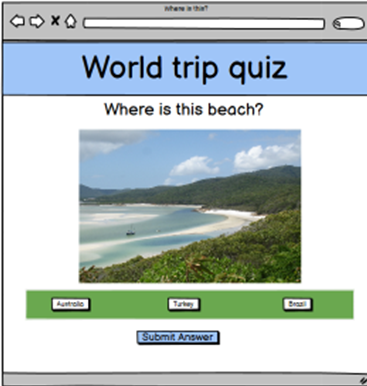 Where is this?
World trip quiz
Where is this beach?
Australia Turkey Brazil
Submit Answer